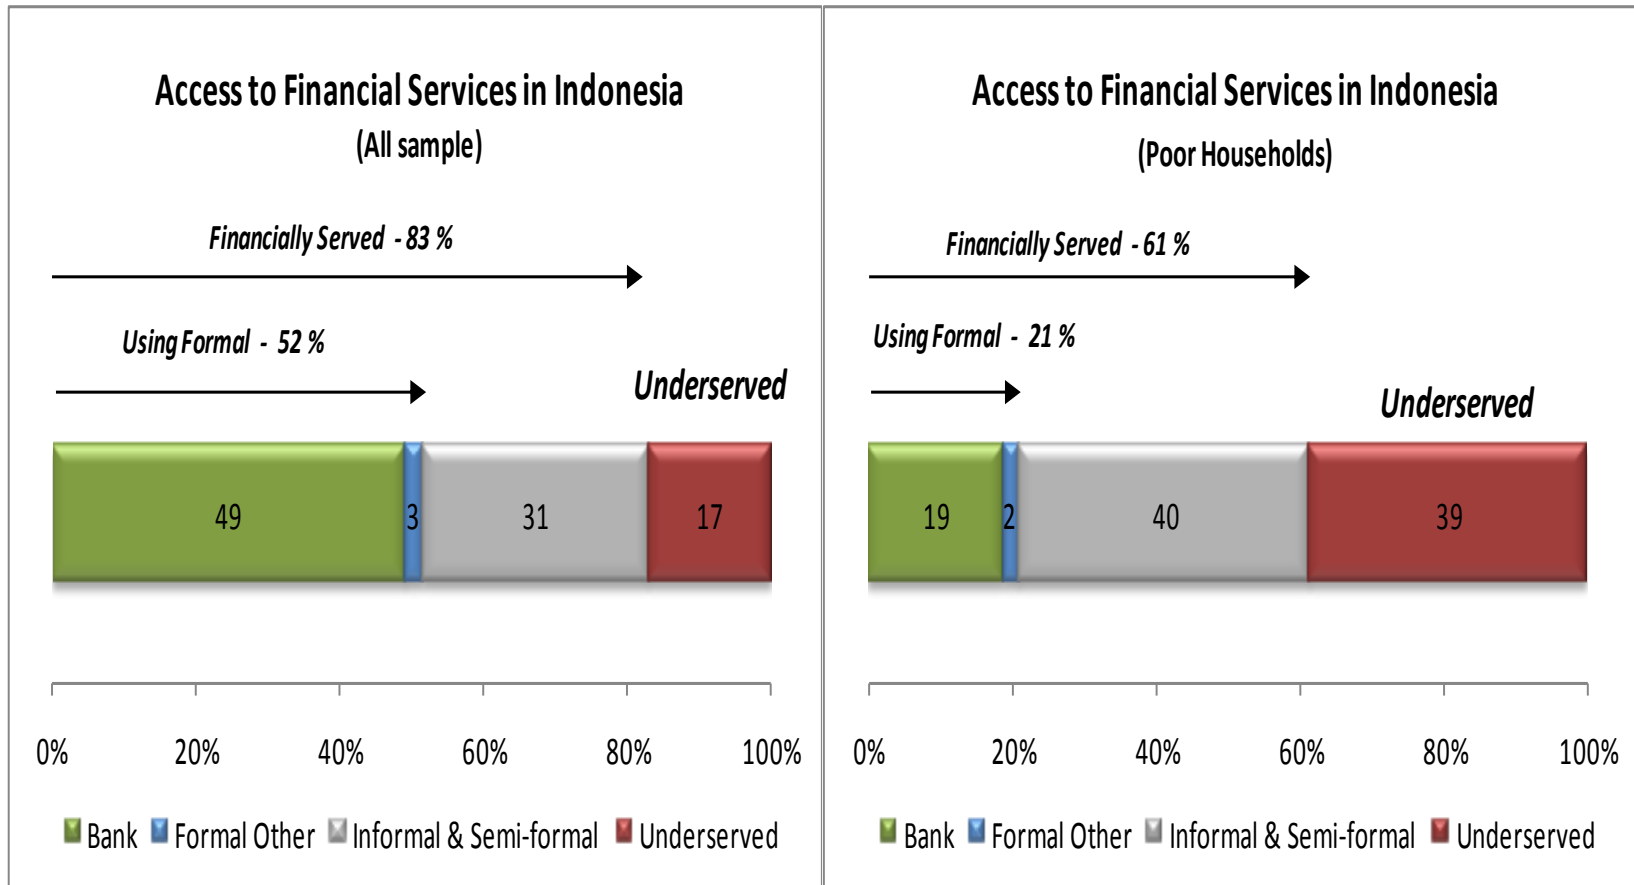 Access to Financial Services in Indonesia
(All sample)
Financially Served - 83 %
Using Formal - 52 %
Underserved
49 3 31 17
0% 20% 40% 60% 80% 100%
Bank Formal Other Informal & Semi-formal Underserved
Access to Financial Services in Indonesia
(Poor Households)
Financially Served - 61 %
Using Formal - 21 %
Underserved
19 2 40 39
0% 20% 40% 60% 80% 100%
Bank Formal Other Informal & Semi-formal Underserved